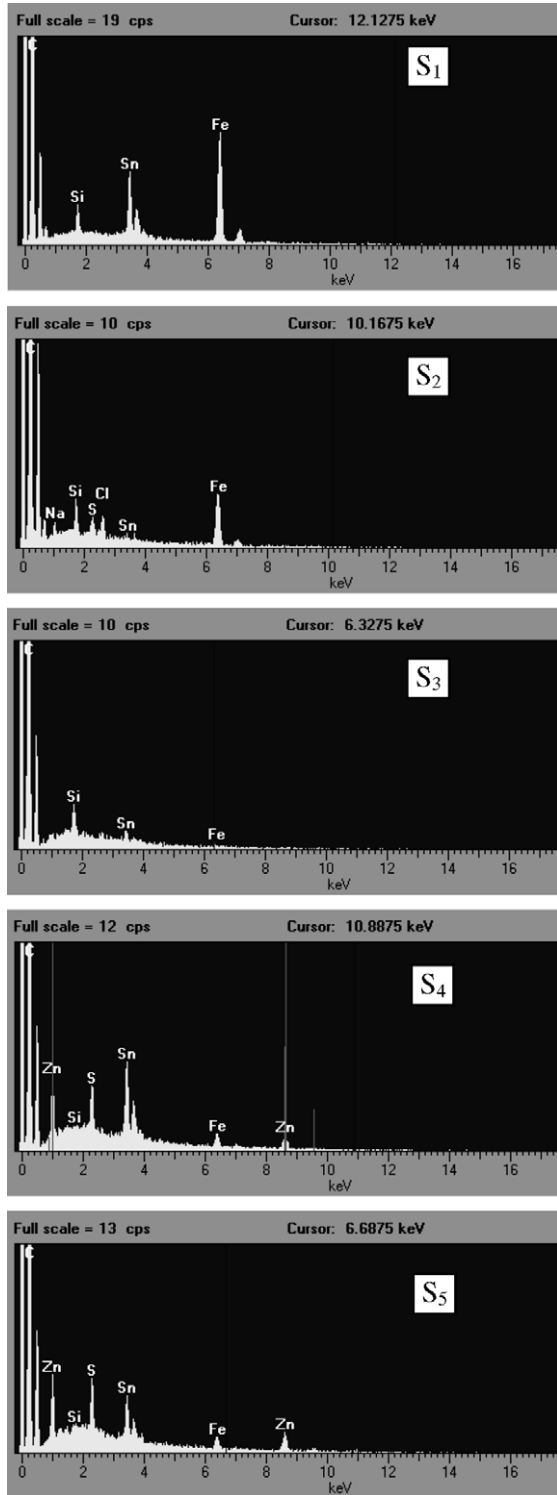 Full scale = 19 cps Cursor: 12.1275 keV
C
S₁
Fe
Sn
Si
0 2 4 6 8 10 12 14 16
keV
Full scale = 10 cps Cursor: 10.1675 keV
C
S₂
Si Cl Fe
Na S
Sn
0 2 4 6 8 10 12 14 16
keV
Full scale = 10 cps Cursor: 6.3275 keV
C
S₃
Si
Sn Fe
0 2 4 6 8 10 12 14 16
keV
Full scale = 12 cps Cursor: 10.8875 keV
C
S₄
Sn
Zn S
Si Fe Zn
0 2 4 6 8 10 12 14 16
keV
Full scale = 13 cps Cursor: 6.6875 keV
C
S₅
Zn S
Sn
Si Fe Zn
0 2 4 6 8 10 12 14 16
keV